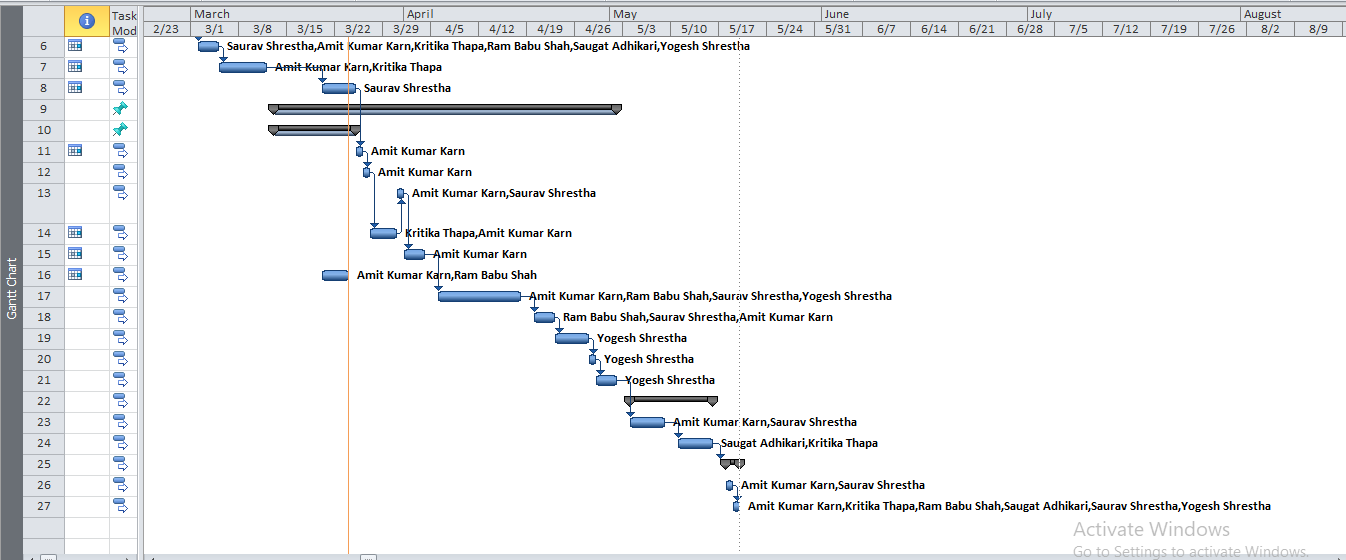 Task
Mod
March April May June July August
2/23 3/1 3/8 3/15 3/22 3/29 4/5 4/12 4/19 4/26 5/3 5/10 5/17 5/24 5/31 6/7 6/14 6/21 6/28 7/5 7/12 7/19 7/26 8/2 8/9
6 Saurav Shrestha,Amit Kumar Karn,Kritika Thapa,Ram Babu Shah,Saugat Adhikari,Yogesh Shrestha
7 Amit Kumar Karn,Kritika Thapa
8 Saurav Shrestha
9
10
11 Amit Kumar Karn
12 Amit Kumar Karn
13 Amit Kumar Karn,Saurav Shrestha
14 Kritika Thapa,Amit Kumar Karn
15 Amit Kumar Karn
16 Amit Kumar Karn,Ram Babu Shah
17 Amit Kumar Karn,Ram Babu Shah,Saurav Shrestha,Yogesh Shrestha
18 Ram Babu Shah,Saurav Shrestha,Amit Kumar Karn
19 Yogesh Shrestha
20 Yogesh Shrestha
21 Yogesh Shrestha
22
23 Amit Kumar Karn,Saurav Shrestha
24 Saugat Adhikari,Kritika Thapa
25
26 Amit Kumar Karn,Saurav Shrestha
27 Amit Kumar Karn,Kritika Thapa,Ram Babu Shah,Saugat Adhikari,Saurav Shrestha,Yogesh Shrestha
Gantt Chart
Activate Windows
Go to Settings to activate Windows.